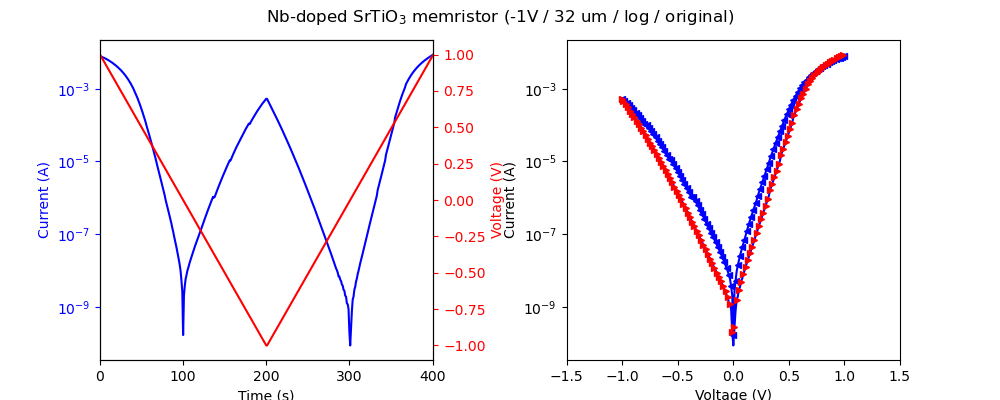 Nb-doped SrTiO₃ memristor (-1V / 32 um / log / original)
Current (A)
10⁻³
10⁻⁵
10⁻⁷
10⁻⁹
0 100 200 300 400
Time (s)
1.00
0.75
0.50
0.25
0.00
−0.25
−0.50
−0.75
−1.00
Voltage (V)
Current (A)
10⁻³
10⁻⁵
10⁻⁷
10⁻⁹
−1.5 −1.0 −0.5 0.0 0.5 1.0 1.5
Voltage (V)